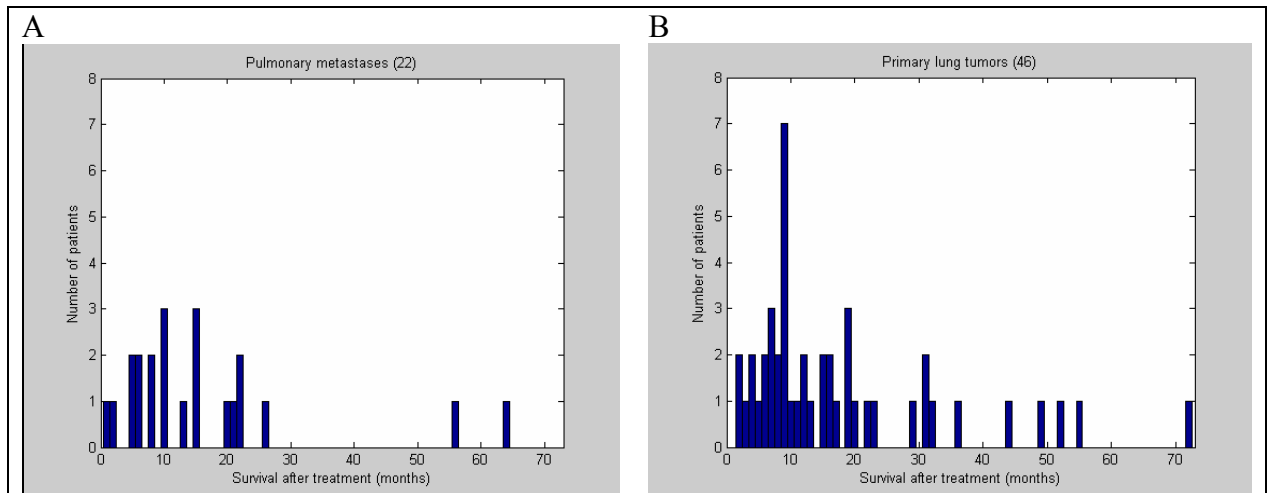 A
Pulmonary metastases (22)
8
7
6
5
4
3
2
1
0
Number of patients
0 10 20 30 40 50 60 70
Survival after treatment (months)
B
Primary lung tumors (46)
8
7
6
5
4
3
2
1
0
Number of patients
0 10 20 30 40 50 60 70
Survival after treatment (months)